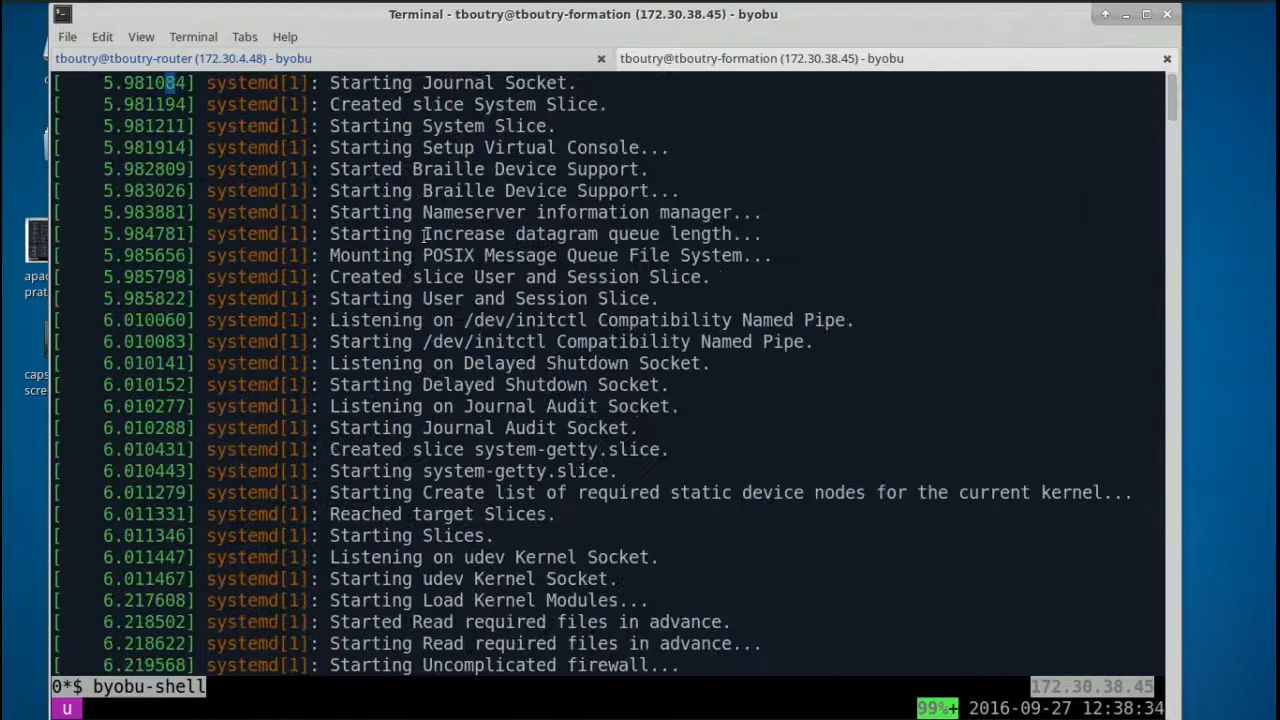 Terminal - tboutry@tboutry-formation (172.30.38.45) - byobu
File Edit View Terminal Tabs Help
tboutry@tboutry-router (172.30.4.48) - byobu
tboutry@tboutry-formation (172.30.38.45) - byobu
[ 5.981084] systemd[1]: Starting Journal Socket.
[ 5.981194] systemd[1]: Created slice System Slice.
[ 5.981211] systemd[1]: Starting System Slice.
[ 5.981914] systemd[1]: Starting Setup Virtual Console...
[ 5.982809] systemd[1]: Started Braille Device Support.
[ 5.983026] systemd[1]: Starting Braille Device Support...
[ 5.983881] systemd[1]: Starting Nameserver information manager...
[ 5.984781] systemd[1]: Starting Increase datagram queue length...
[ 5.985656] systemd[1]: Mounting POSIX Message Queue File System...
[ 5.985798] systemd[1]: Created slice User and Session Slice.
[ 5.985822] systemd[1]: Starting User and Session Slice.
[ 6.010060] systemd[1]: Listening on /dev/initctl Compatibility Named Pipe.
[ 6.010083] systemd[1]: Starting /dev/initctl Compatibility Named Pipe.
[ 6.010141] systemd[1]: Listening on Delayed Shutdown Socket.
[ 6.010152] systemd[1]: Starting Delayed Shutdown Socket.
[ 6.010277] systemd[1]: Listening on Journal Audit Socket.
[ 6.010288] systemd[1]: Starting Journal Audit Socket.
[ 6.010431] systemd[1]: Created slice system-getty.slice.
[ 6.010443] systemd[1]: Starting system-getty.slice.
[ 6.011279] systemd[1]: Starting Create list of required static device nodes for the current kernel...
[ 6.011331] systemd[1]: Reached target Slices.
[ 6.011346] systemd[1]: Starting Slices.
[ 6.011447] systemd[1]: Listening on udev Kernel Socket.
[ 6.011467] systemd[1]: Starting udev Kernel Socket.
[ 6.217608] systemd[1]: Starting Load Kernel Modules...
[ 6.218502] systemd[1]: Started Read required files in advance.
[ 6.218622] systemd[1]: Starting Read required files in advance...
[ 6.219568] systemd[1]: Starting Uncomplicated firewall...
0*$ byobu-shell 172.30.38.45
u 99%+ 2016-09-27 12:38:34
apac
prat
caps
scre